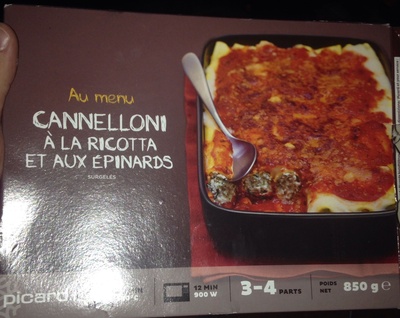 Au menu
CANNELLONI
À LA RICOTTA
ET AUX ÉPINARDS
SURGELÉS
picard
12 MIN
900 W
3-4 PARTS
POIDS
NET
850 g e